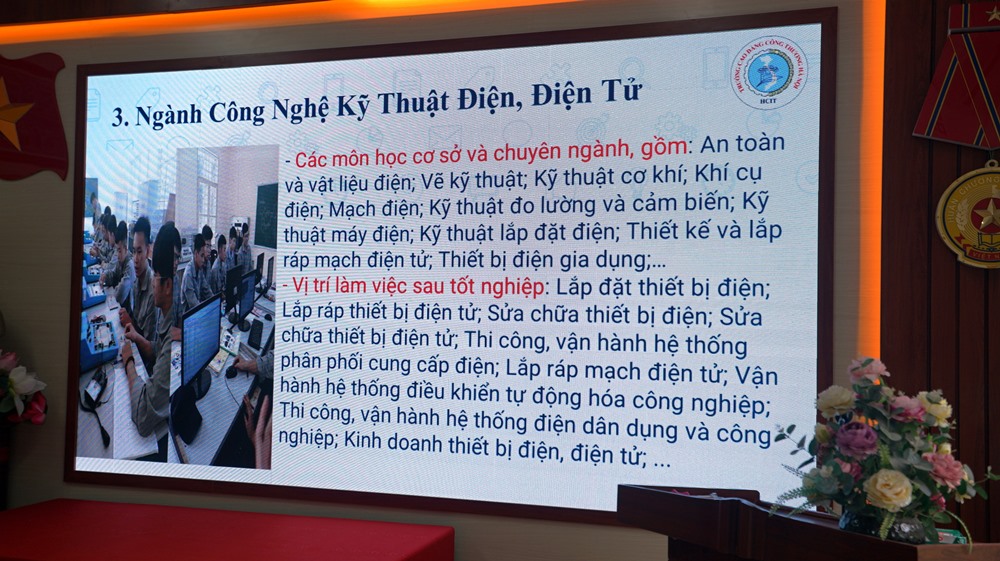 TRƯỜNG CAO ĐẲNG CÔNG THƯƠNG HÀ NỘI
HCIT
3. Ngành Công Nghệ Kỹ Thuật Điện, Điện Tử
- Các môn học cơ sở và chuyên ngành, gồm: An toàn
và vật liệu điện; Vẽ kỹ thuật; Kỹ thuật cơ khí; Khí cụ
điện; Mạch điện; Kỹ thuật đo lường và cảm biến; Kỹ
thuật máy điện; Kỹ thuật lắp đặt điện; Thiết kế và lắp
ráp mạch điện tử; Thiết bị điện gia dụng;...
- Vị trí làm việc sau tốt nghiệp: Lắp đặt thiết bị điện;
Lắp ráp thiết bị điện tử; Sửa chữa thiết bị điện; Sửa
chữa thiết bị điện tử; Thi công, vận hành hệ thống
phân phối cung cấp điện; Lắp ráp mạch điện tử; Vận
hành hệ thống điều khiển tự động hóa công nghiệp;
Thi công, vận hành hệ thống điện dân dụng và công
nghiệp; Kinh doanh thiết bị điện, điện tử; ...